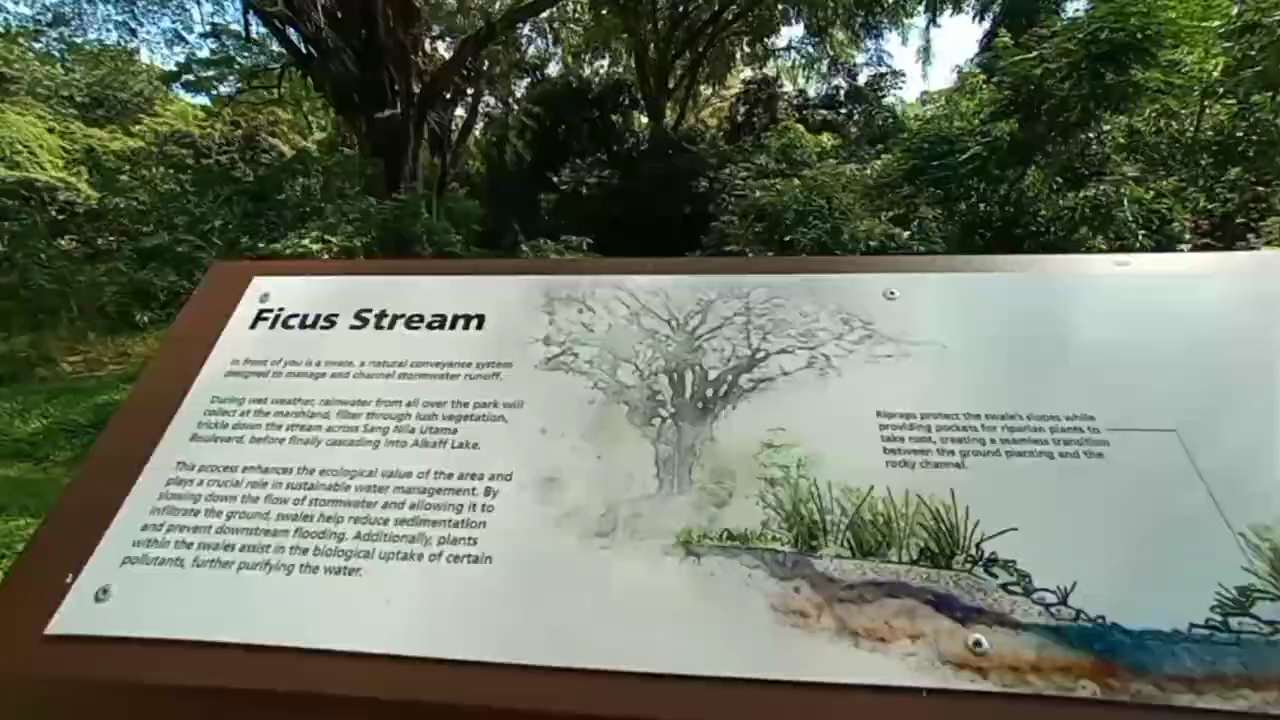 Ficus Stream
In front of you is a swale, a natural conveyance system
designed to manage and channel stormwater runoff.
During wet weather, rainwater from all over the park will
collect at the marshland, filter through lush vegetation,
trickle down the stream across Sang Nila Utama
Boulevard, before finally cascading into Alkaff Lake.
This process enhances the ecological value of the area and
plays a crucial role in sustainable water management. By
slowing down the flow of stormwater and allowing it to
infiltrate the ground, swales help reduce sedimentation
and prevent downstream flooding. Additionally, plants
within the swales assist in the biological uptake of certain
pollutants, further purifying the water.
Ripraps protect the swale's slopes while
providing pockets for riparian plants to
take root, creating a seamless transition
between the ground planting and the
rocky channel.